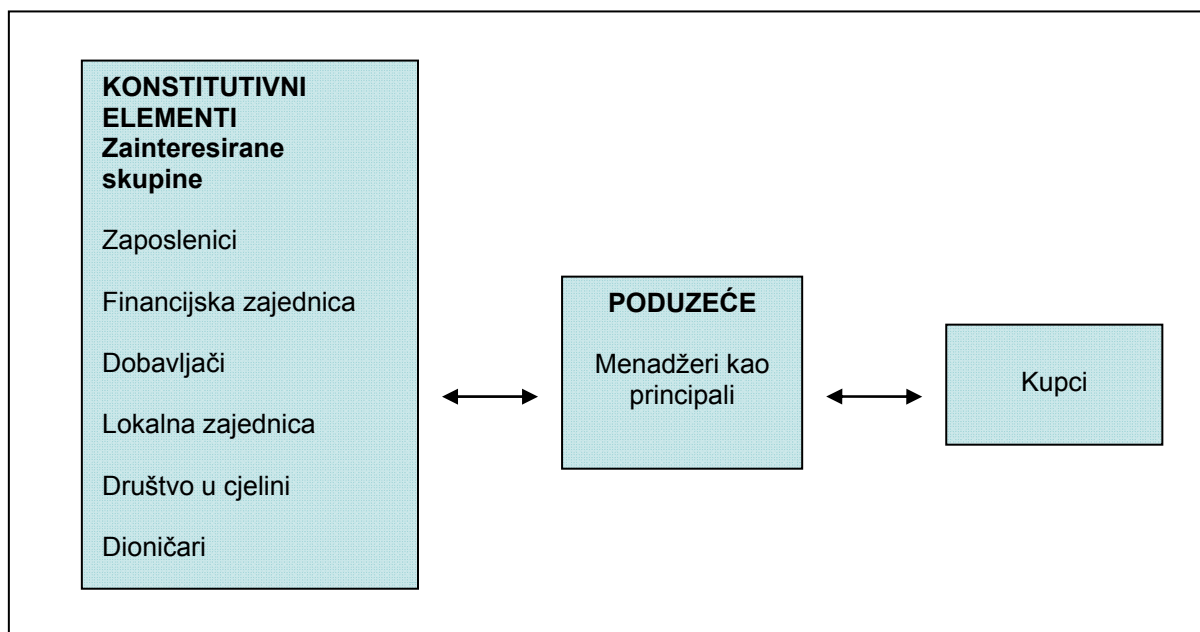 KONSTITUTIVNI
ELEMENTI
Zainteresirane
skupine
Zaposlenici
Financijska zajednica
Dobavljači
Lokalna zajednica
Društvo u cjelini
Dioničari
PODUZEĆE
Menadžeri kao
principali
Kupci